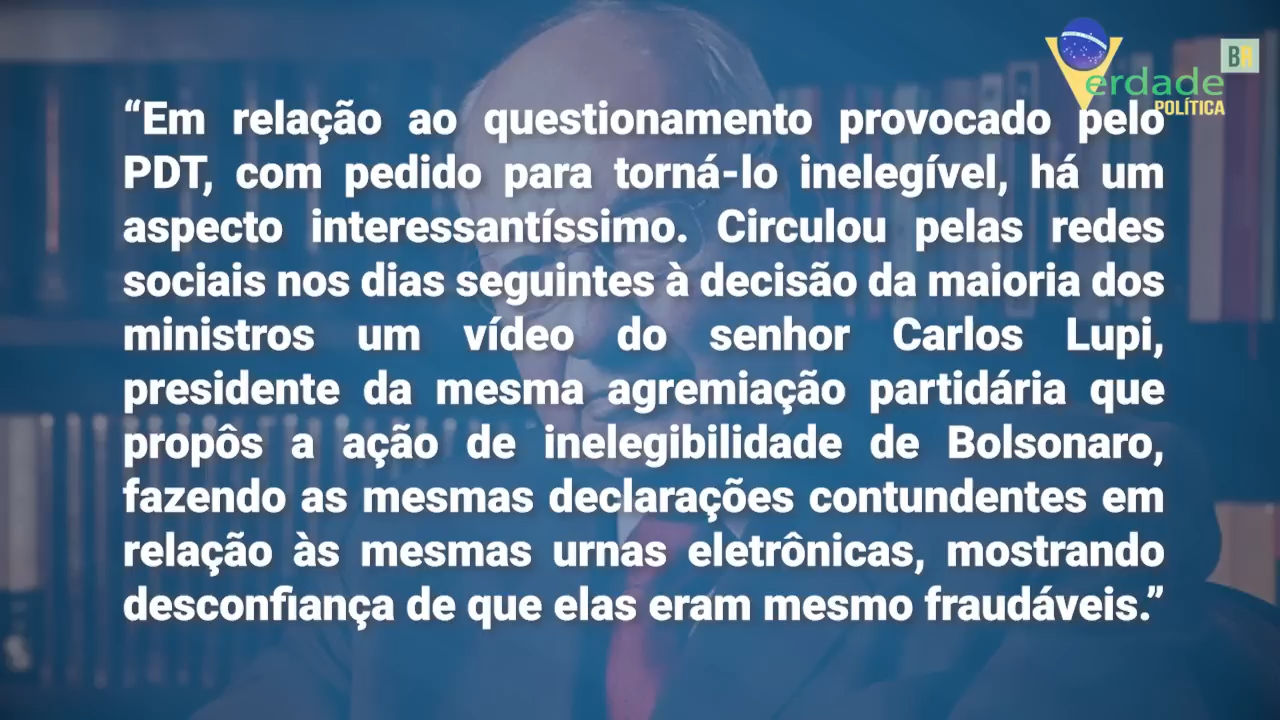 BR
erdade
POLÍTICA
“Em relação ao questionamento provocado pelo
PDT, com pedido para torná-lo inelegível, há um
aspecto interessantíssimo. Circulou pelas redes
sociais nos dias seguintes à decisão da maioria dos
ministros um vídeo do senhor Carlos Lupi,
presidente da mesma agremiação partidária que
propôs a ação de inelegibilidade de Bolsonaro,
fazendo as mesmas declarações contundentes em
relação às mesmas urnas eletrônicas, mostrando
desconfiança de que elas eram mesmo fraudáveis.”